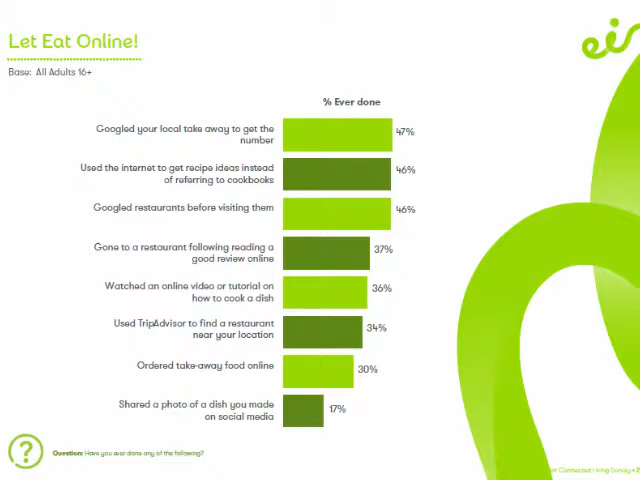 eir
Let Eat Online!
Base: All Adults 16+
% Ever done
Googled your local take away to get the
number
47%
Used the internet to get recipe ideas instead
of referring to cookbooks
46%
Googled restaurants before visiting them
46%
Gone to a restaurant following reading a
good review online
37%
Watched an online video or tutorial on
how to cook a dish
36%
Used TripAdvisor to find a restaurant
near your location
34%
Ordered take-away food online
30%
Shared a photo of a dish you made
on social media
17%
?
Question: Have you ever done any of the following?
Connected Living Survey